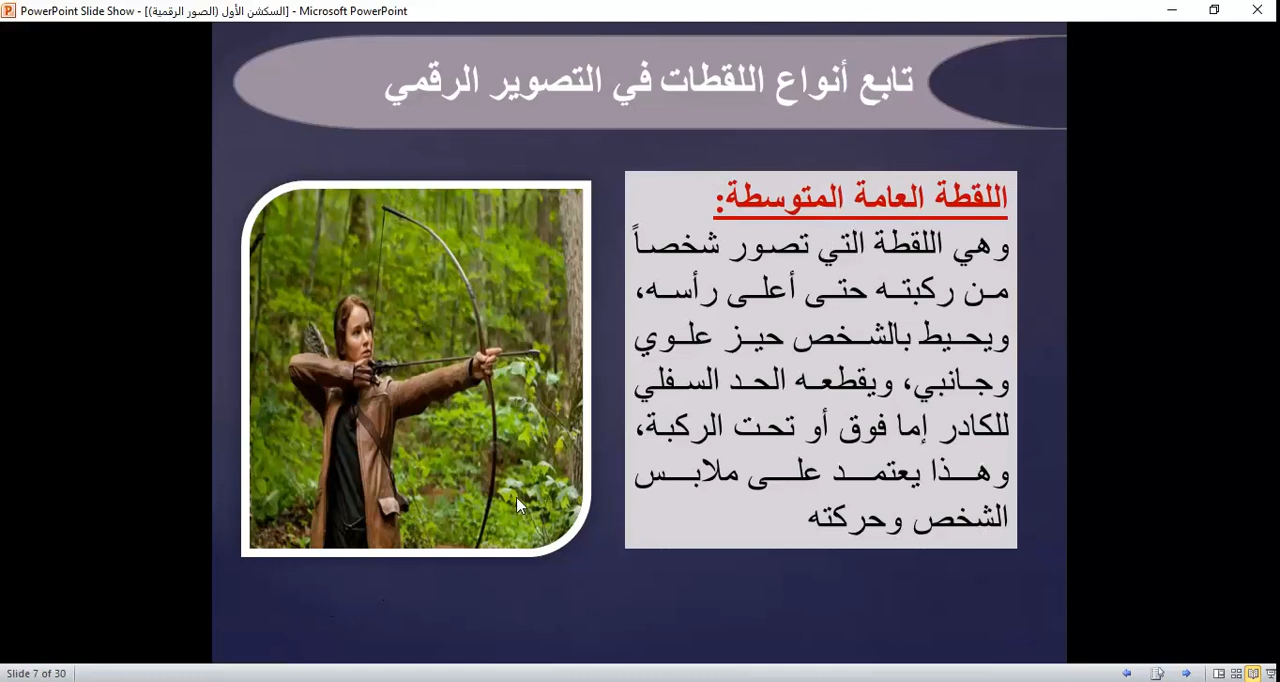 PowerPoint Slide Show - [السكشن الأول (الصور الرقمية)] - Microsoft PowerPoint
تابع أنواع اللقطات في التصوير الرقمي
اللقطة العامة المتوسطة:
وهي اللقطة التي تصور شخصاً
من ركبته حتى أعلى رأسه،
ويحيط بالشخص حيز علوي
وجانبي، ويقطعه الحد السفلي
للكادر إما فوق أو تحت الركبة،
وهذا يعتمد على ملابس
الشخص وحركته
Slide 7 of 30